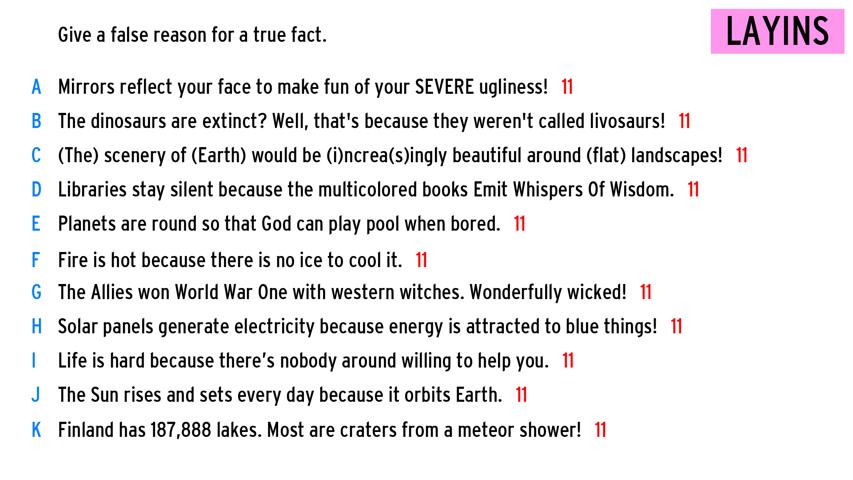 Give a false reason for a true fact.
LAYINS
A Mirrors reflect your face to make fun of your SEVERE ugliness! 11
B The dinosaurs are extinct? Well, that's because they weren't called livosaurs! 11
C (The) scenery of (Earth) would be (i)ncrea(s)ingly beautiful around (flat) landscapes! 11
D Libraries stay silent because the multicolored books Emit Whispers Of Wisdom. 11
E Planets are round so that God can play pool when bored. 11
F Fire is hot because there is no ice to cool it. 11
G The Allies won World War One with western witches. Wonderfully wicked! 11
H Solar panels generate electricity because energy is attracted to blue things! 11
I Life is hard because there's nobody around willing to help you. 11
J The Sun rises and sets every day because it orbits Earth. 11
K Finland has 187,888 lakes. Most are craters from a meteor shower! 11